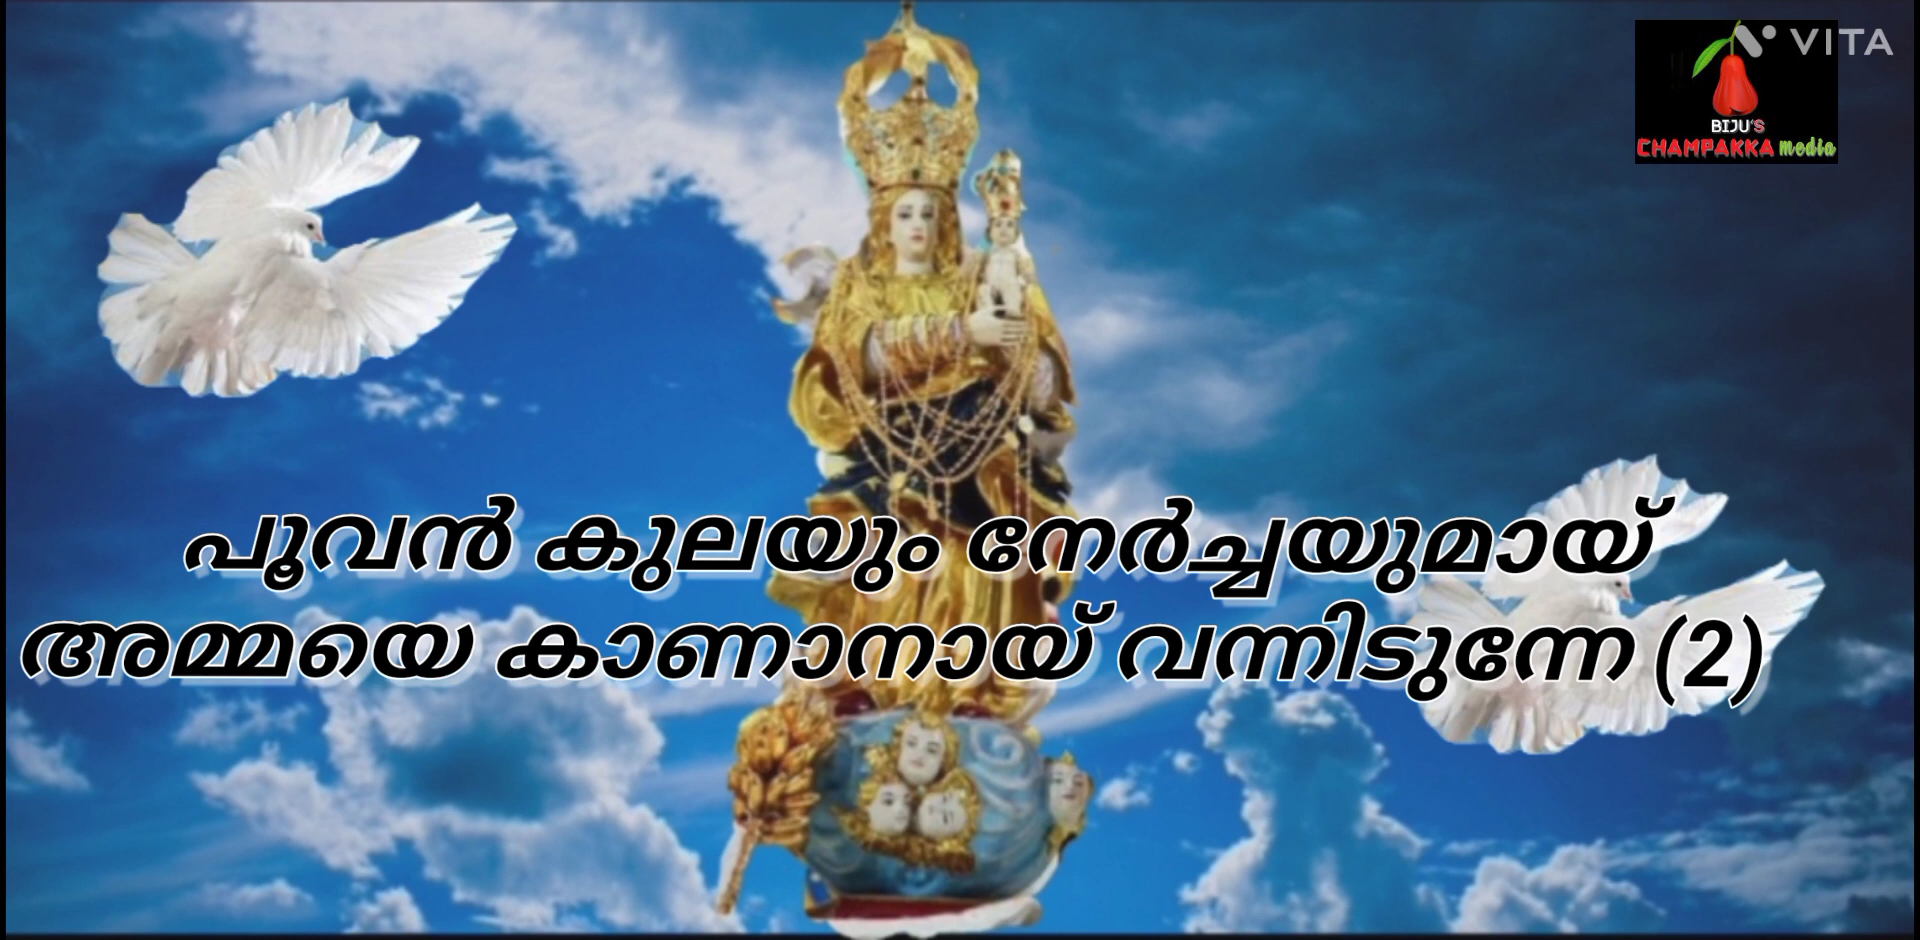 VITA
BIJU'S
CHAMPAKKA media
പൂവൻ കുലയും നേർച്ചയുമായ്
അമ്മയെ കാണാനായ് വന്നിടുന്നേ (2)